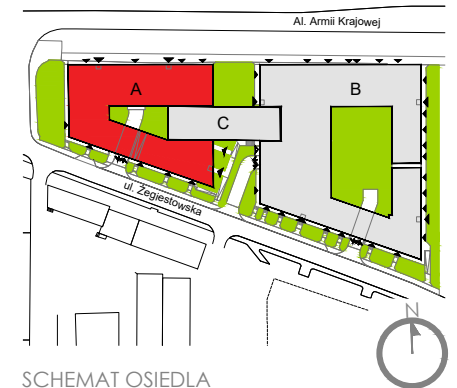 Al. Armii Krajowej
A
B
C
ul. Żegiestowska
N
SCHEMAT OSIEDLA